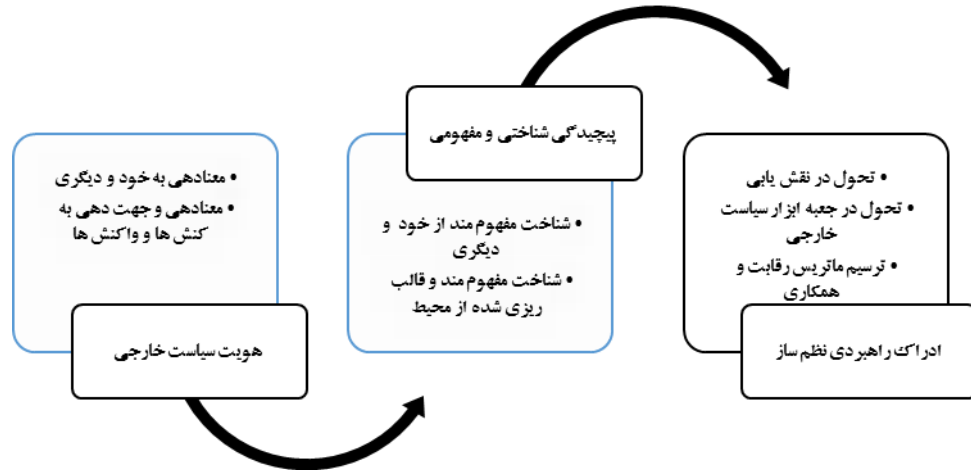 • معنادهی به خود و دیگری
• معنادهی و جهت دهی به
کنش ها و واکنش ها
هویت سیاست خارجی
پیچیدگی شناختی و مفهومی
• شناخت مفهوم مند از خود و
دیگری
• شناخت مفهوم مند و قالب
ریزی شده از محیط
• تحول در نقش یابی
• تحول در جعبه ابزار سیاست
خارجی
• ترسیم ماتریس رقابت و
همکاری
ادراک راهبردی نظم ساز